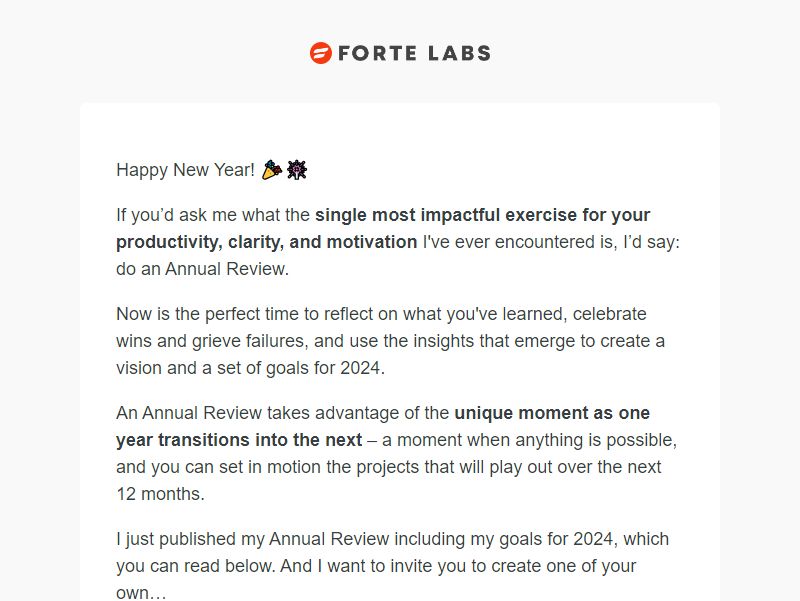 FORTE LABS
Happy New Year! 🎉🎆
If you’d ask me what the single most impactful exercise for your
productivity, clarity, and motivation I've ever encountered is, I’d say:
do an Annual Review.
Now is the perfect time to reflect on what you've learned, celebrate
wins and grieve failures, and use the insights that emerge to create a
vision and a set of goals for 2024.
An Annual Review takes advantage of the unique moment as one
year transitions into the next – a moment when anything is possible,
and you can set in motion the projects that will play out over the next
12 months.
I just published my Annual Review including my goals for 2024, which
you can read below. And I want to invite you to create one of your
own…